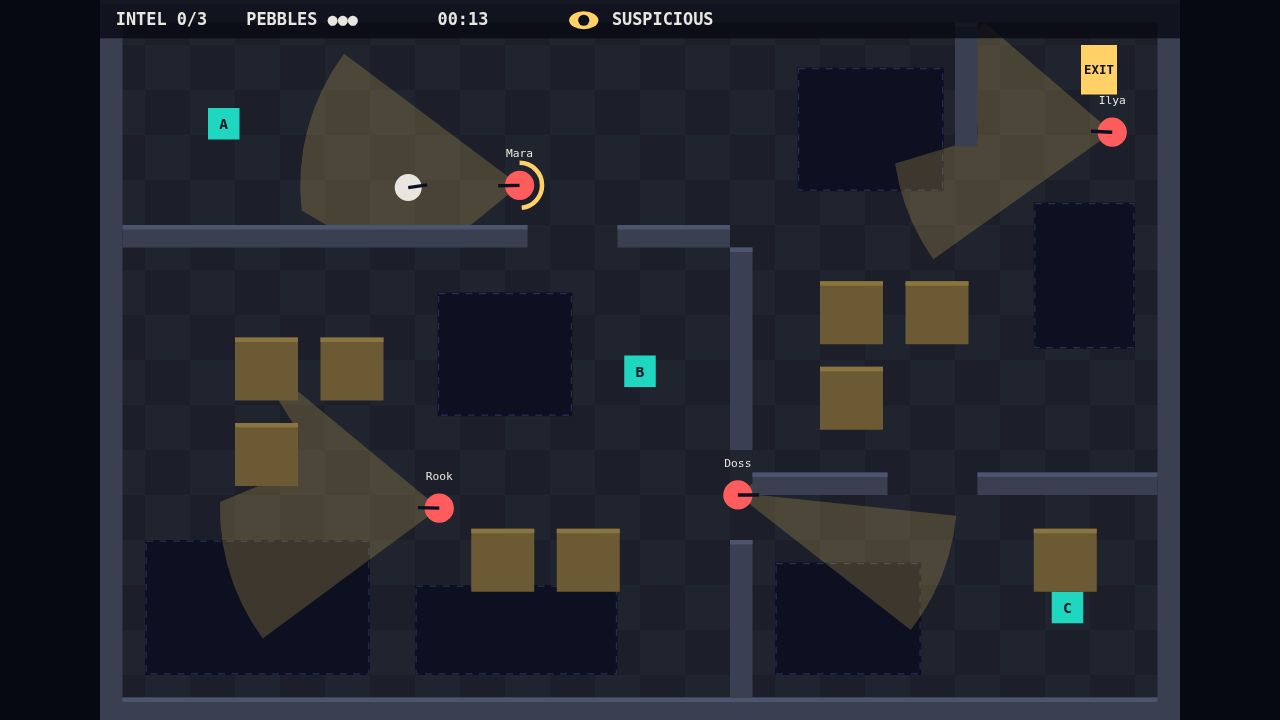 INTEL 0/3 PEBBLES 00:13 SUSPICIOUS
EXIT
Ilya
A
Mara
B
Doss
Rook
C